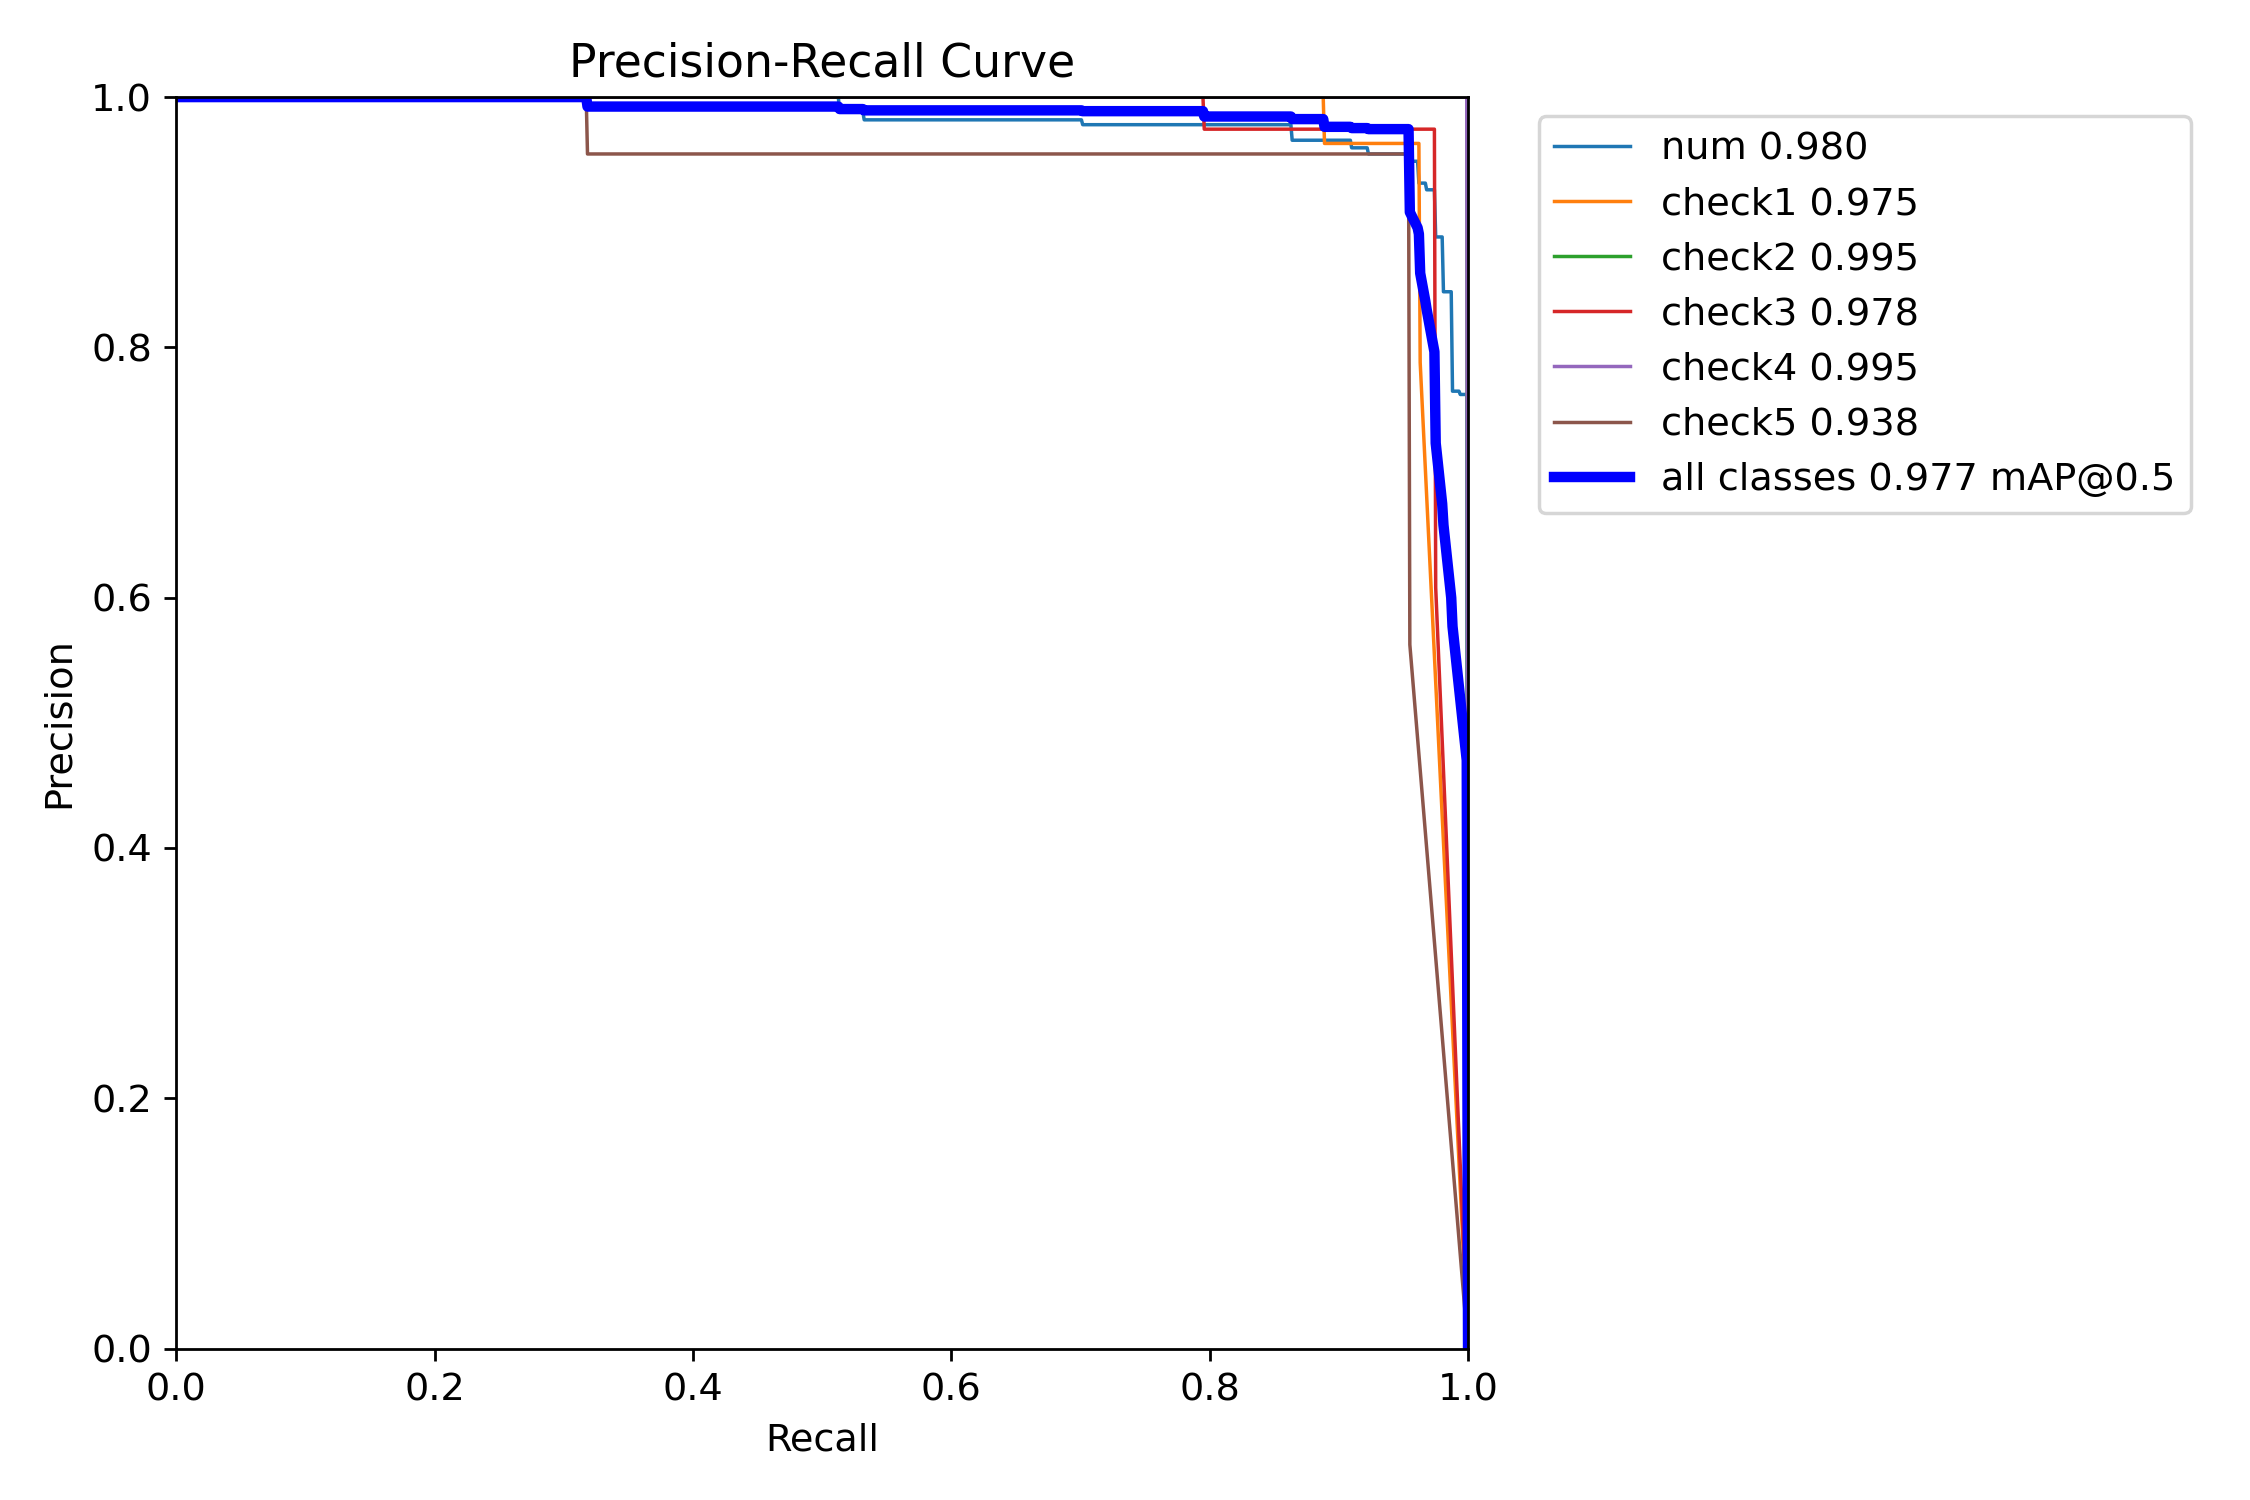 Precision-Recall Curve
1.0
0.8
0.6
0.4
0.2
0.0
Precision
0.0 0.2 0.4 0.6 0.8 1.0
Recall
num 0.980
check1 0.975
check2 0.995
check3 0.978
check4 0.995
check5 0.938
all classes 0.977 mAP@0.5